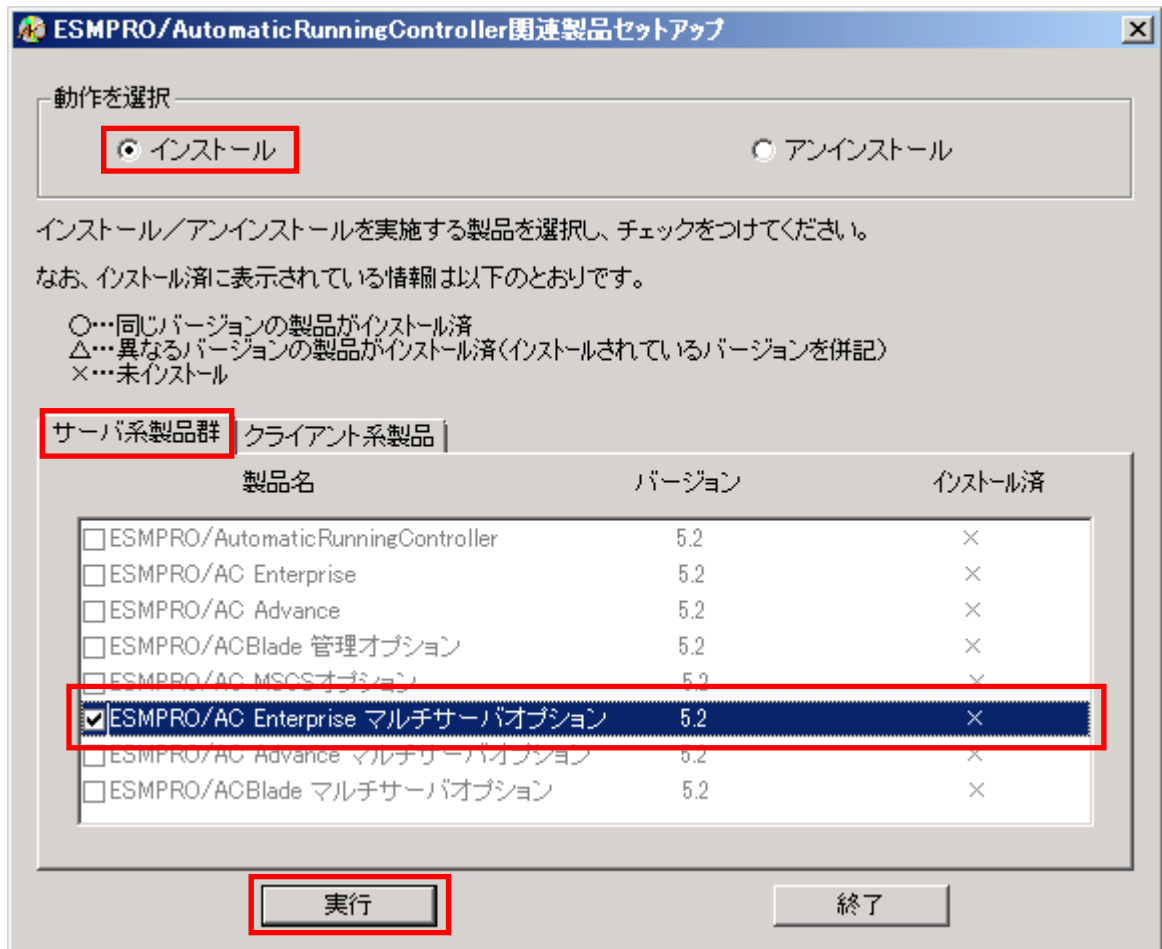 ESMPRO/AutomaticRunningController関連製品セットアップ
動作を選択
インストール
アンインストール
インストール／アンインストールを実施する製品を選択し、チェックをつけてください。
なお、インストール済に表示されている情報は以下のとおりです。
○…同じバージョンの製品がインストール済
△…異なるバージョンの製品がインストール済(インストールされているバージョンを併記)
×…未インストール
サーバ系製品群 クライアント系製品
製品名 バージョン インストール済
ESMPRO/AutomaticRunningController 5.2 ×
ESMPRO/AC Enterprise 5.2 ×
ESMPRO/AC Advance 5.2 ×
ESMPRO/ACBlade 管理オプション 5.2 ×
ESMPRO/AC MSCSオプション 5.2 ×
ESMPRO/AC Enterprise マルチサーバオプション 5.2 ×
ESMPRO/AC Advance マルチサーバオプション 5.2 ×
ESMPRO/ACBlade マルチサーバオプション 5.2 ×
実行 終了